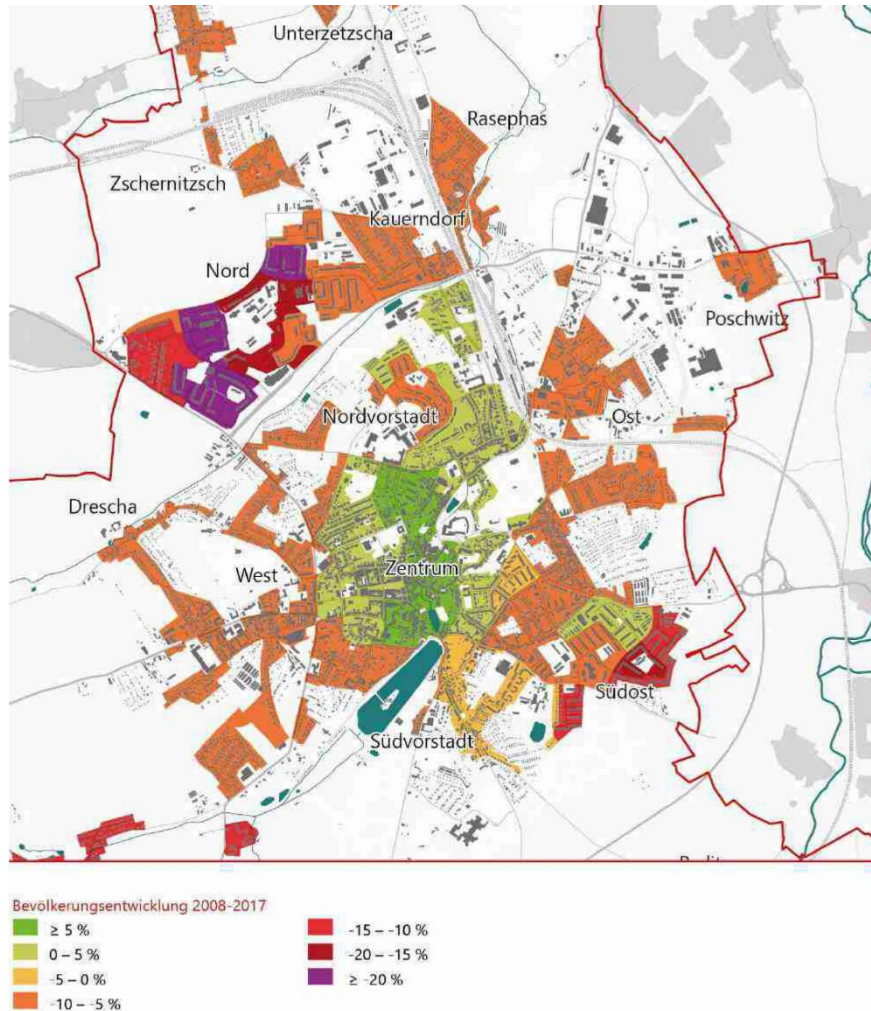 Unterzetzscha
Rasephas
Zschernitzsch
Kauerndorf
Nord
Poschwitz
Nordvorstadt
Ost
Drescha
Zentrum
West
Südost
Südvorstadt
Bevölkerungsentwicklung 2008-2017
≥ 5 %
0 – 5 %
-5 – 0 %
-10 – -5 %
-15 – -10 %
-20 – -15 %
≥ -20 %